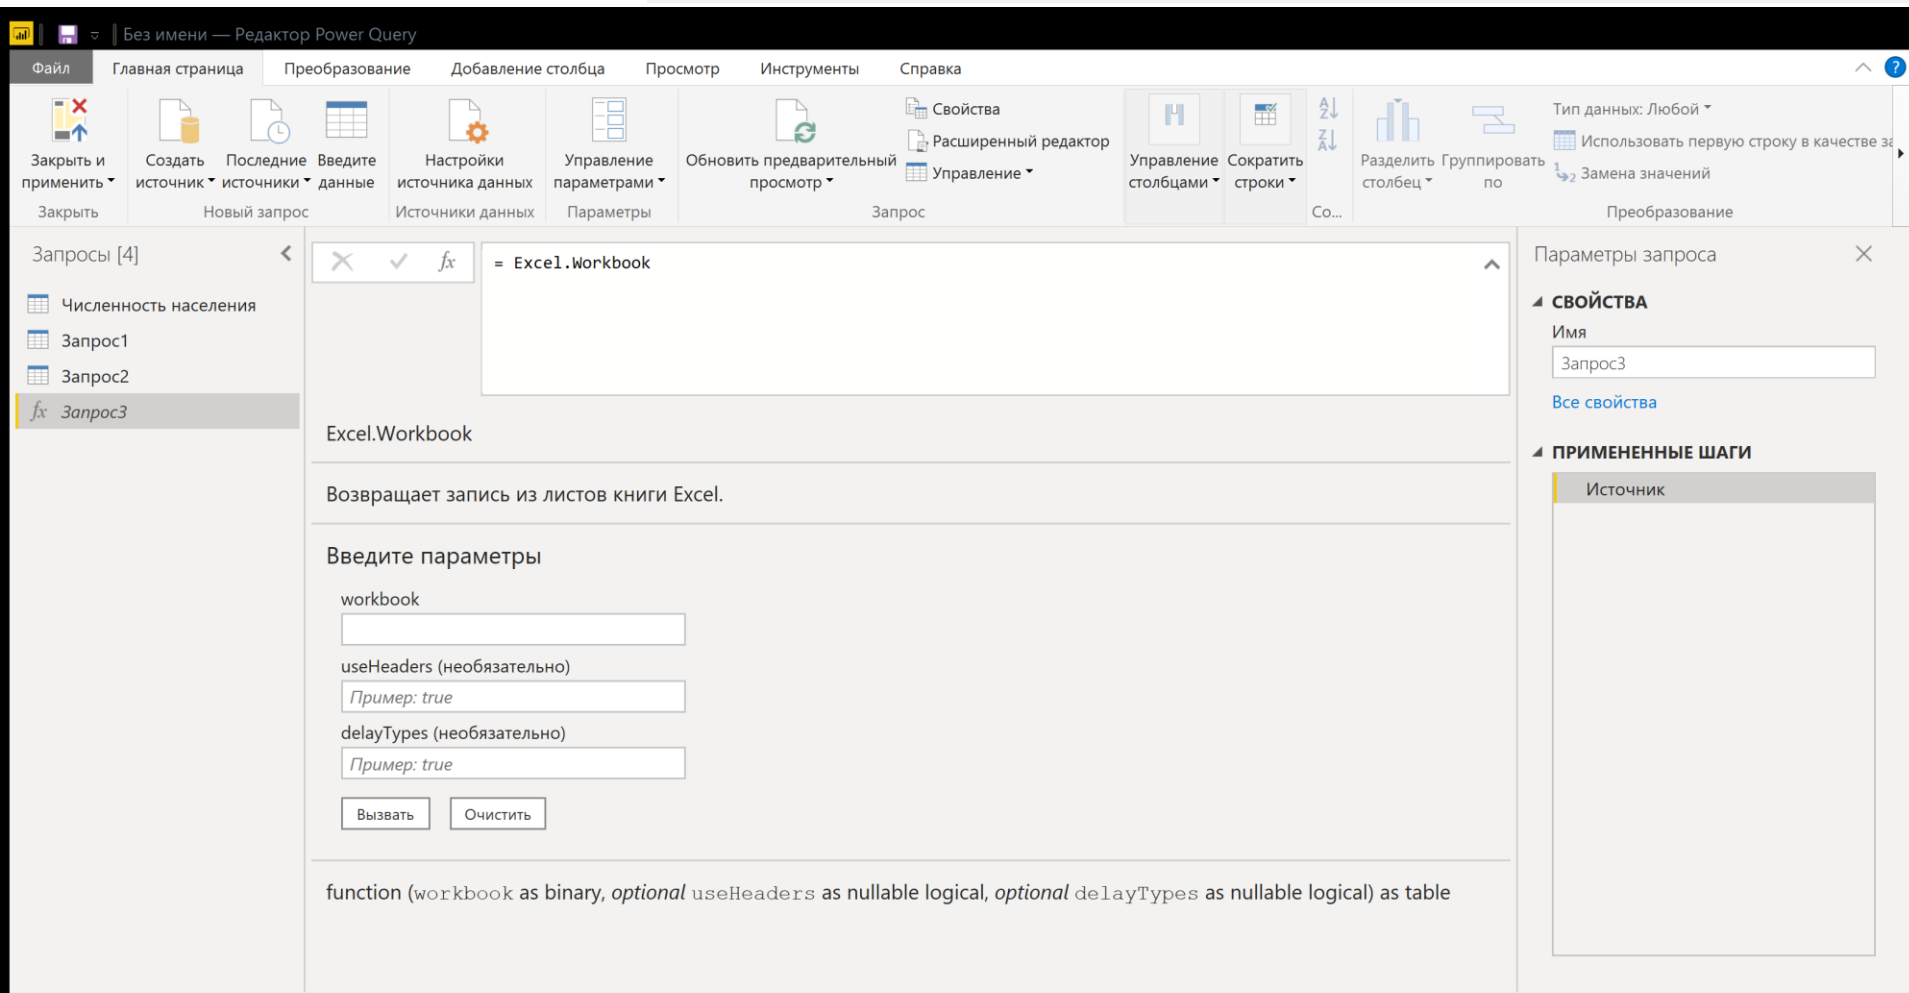 Без имени — Редактор Power Query
Файл Главная страница Преобразование Добавление столбца Просмотр Инструменты Справка
Закрыть и применить
Создать источник
Последние источники
Введите данные
Настройки источника данных
Управление параметрами
Обновить предварительный просмотр
Свойства
Расширенный редактор
Управление
Управление столбцами
Сократить строки
Разделить столбец
Группировать по
Тип данных: Любой
Использовать первую строку в качестве за
Замена значений
Закрыть
Новый запрос
Источники данных
Параметры
Запрос
Со...
Преобразование
Запросы [4]
Численность населения
Запрос1
Запрос2
fx Запрос3
fx
= Excel.Workbook
Excel.Workbook
Возвращает запись из листов книги Excel.
Введите параметры
workbook
useHeaders (необязательно)
Пример: true
delayTypes (необязательно)
Пример: true
Вызвать Очистить
function (workbook as binary, optional useHeaders as nullable logical, optional delayTypes as nullable logical) as table
Параметры запроса
СВОЙСТВА
Имя
Запрос3
Все свойства
ПРИМЕНЕННЫЕ ШАГИ
Источник